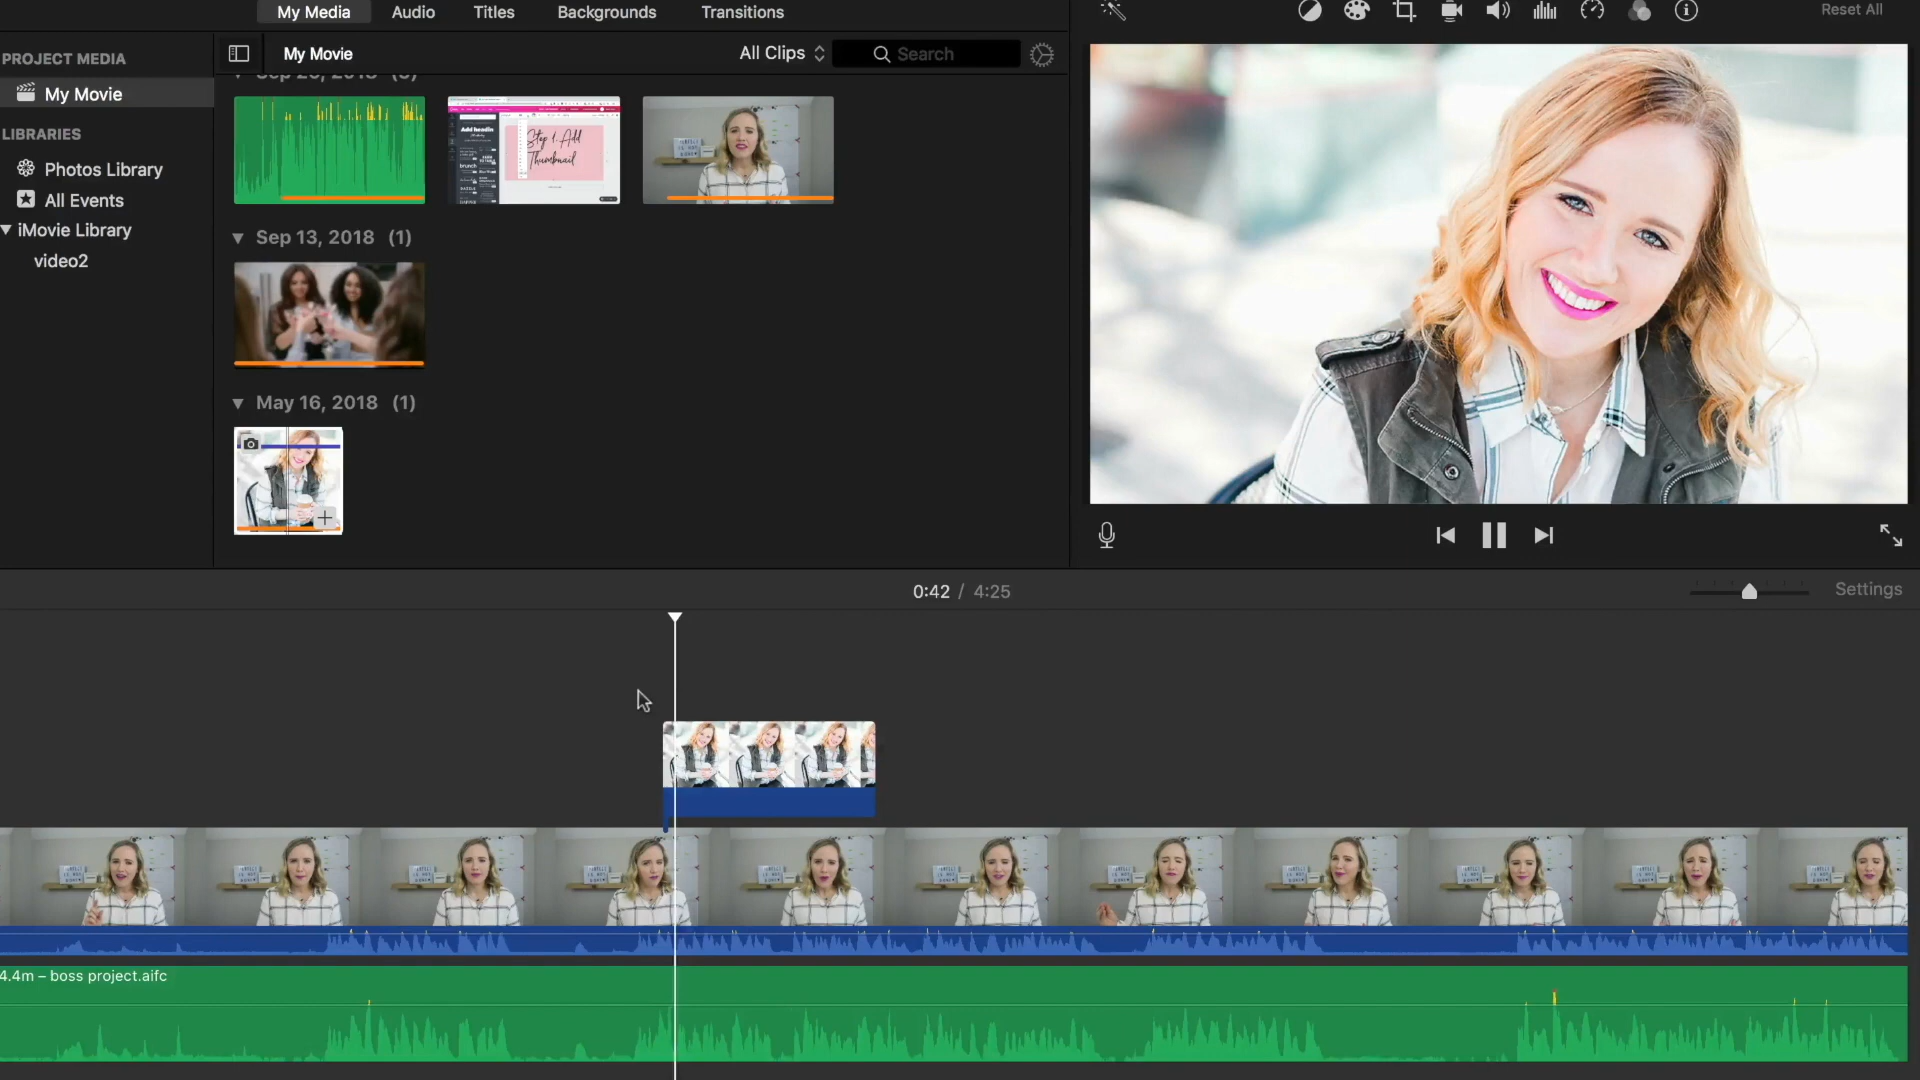 My Media
Audio
Titles
Backgrounds
Transitions
Reset All
PROJECT MEDIA
My Movie
All Clips
Search
My Movie
LIBRARIES
Photos Library
All Events
iMovie Library
video2
Add headin
Step 1: Add
Thumbnail
Sep 13, 2018 (1)
May 16, 2018 (1)
0:42 / 4:25
Settings
4.4m – boss project.aifc